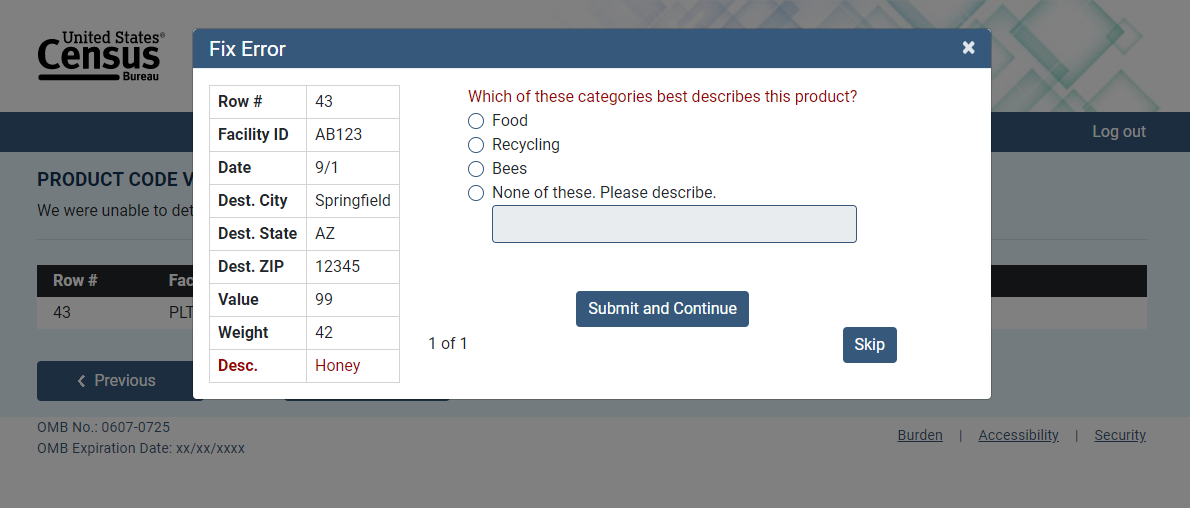 United States®
Census
Bureau
Fix Error
Log out
PRODUCT CODE V
We were unable to det
Row # Fac
43 PLT
Previous
Row # 43
Facility ID AB123
Date 9/1
Dest. City Springfield
Dest. State AZ
Dest. ZIP 12345
Value 99
Weight 42
Desc. Honey
Which of these categories best describes this product?
Food
Recycling
Bees
None of these. Please describe.
Submit and Continue
1 of 1
Skip
OMB No.: 0607-0725
OMB Expiration Date: xx/xx/xxxx
Burden | Accessibility | Security